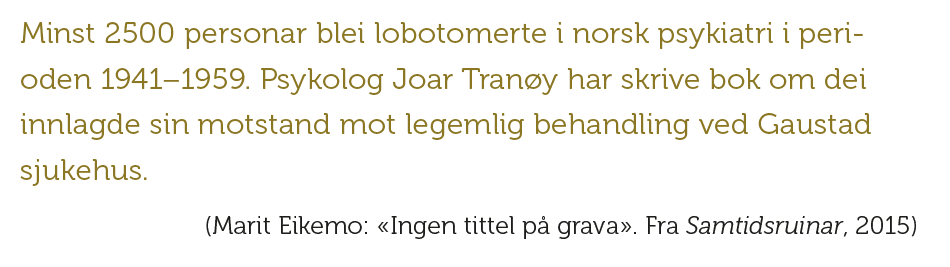 Minst 2500 personar blei lobotomerte i norsk psykiatri i peri-
oden 1941–1959. Psykolog Joar Tranøy har skrive bok om dei
innlagde sin motstand mot legemlig behandling ved Gaustad
sjukehus.
(Marit Eikemo: «Ingen tittel på grava». Fra Samtidsruinar, 2015)